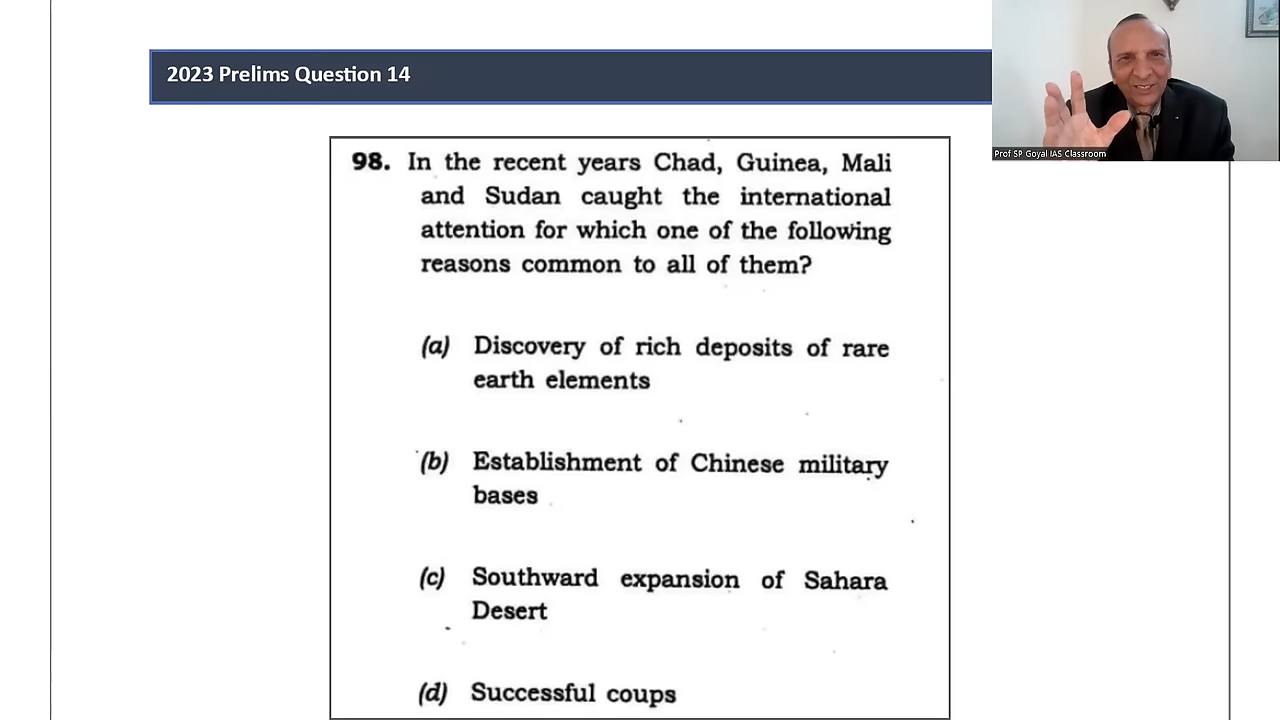 2023 Prelims Question 14
Prof SP Goyal IAS Classroom
98. In the recent years Chad, Guinea, Mali
and Sudan caught the international
attention for which one of the following
reasons common to all of them?
(a) Discovery of rich deposits of rare
earth elements
(b) Establishment of Chinese military
bases
(c) Southward expansion of Sahara
Desert
(d) Successful coups